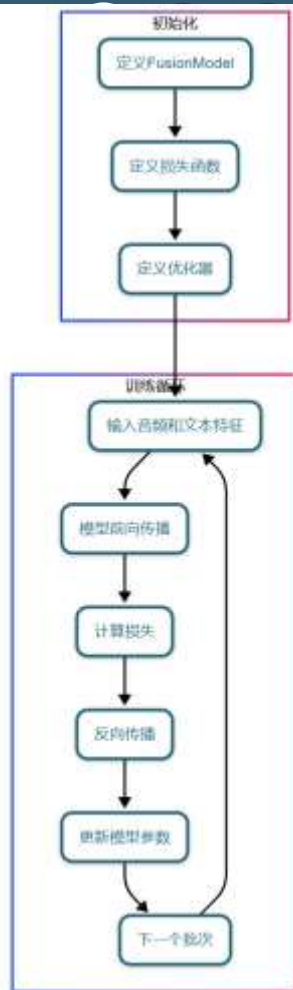 初始化
定义FusionModel
定义损失函数
定义优化器
训练循环
输入音频和文本特征
模型前向传播
计算损失
反向传播
更新模型参数
下一个批次